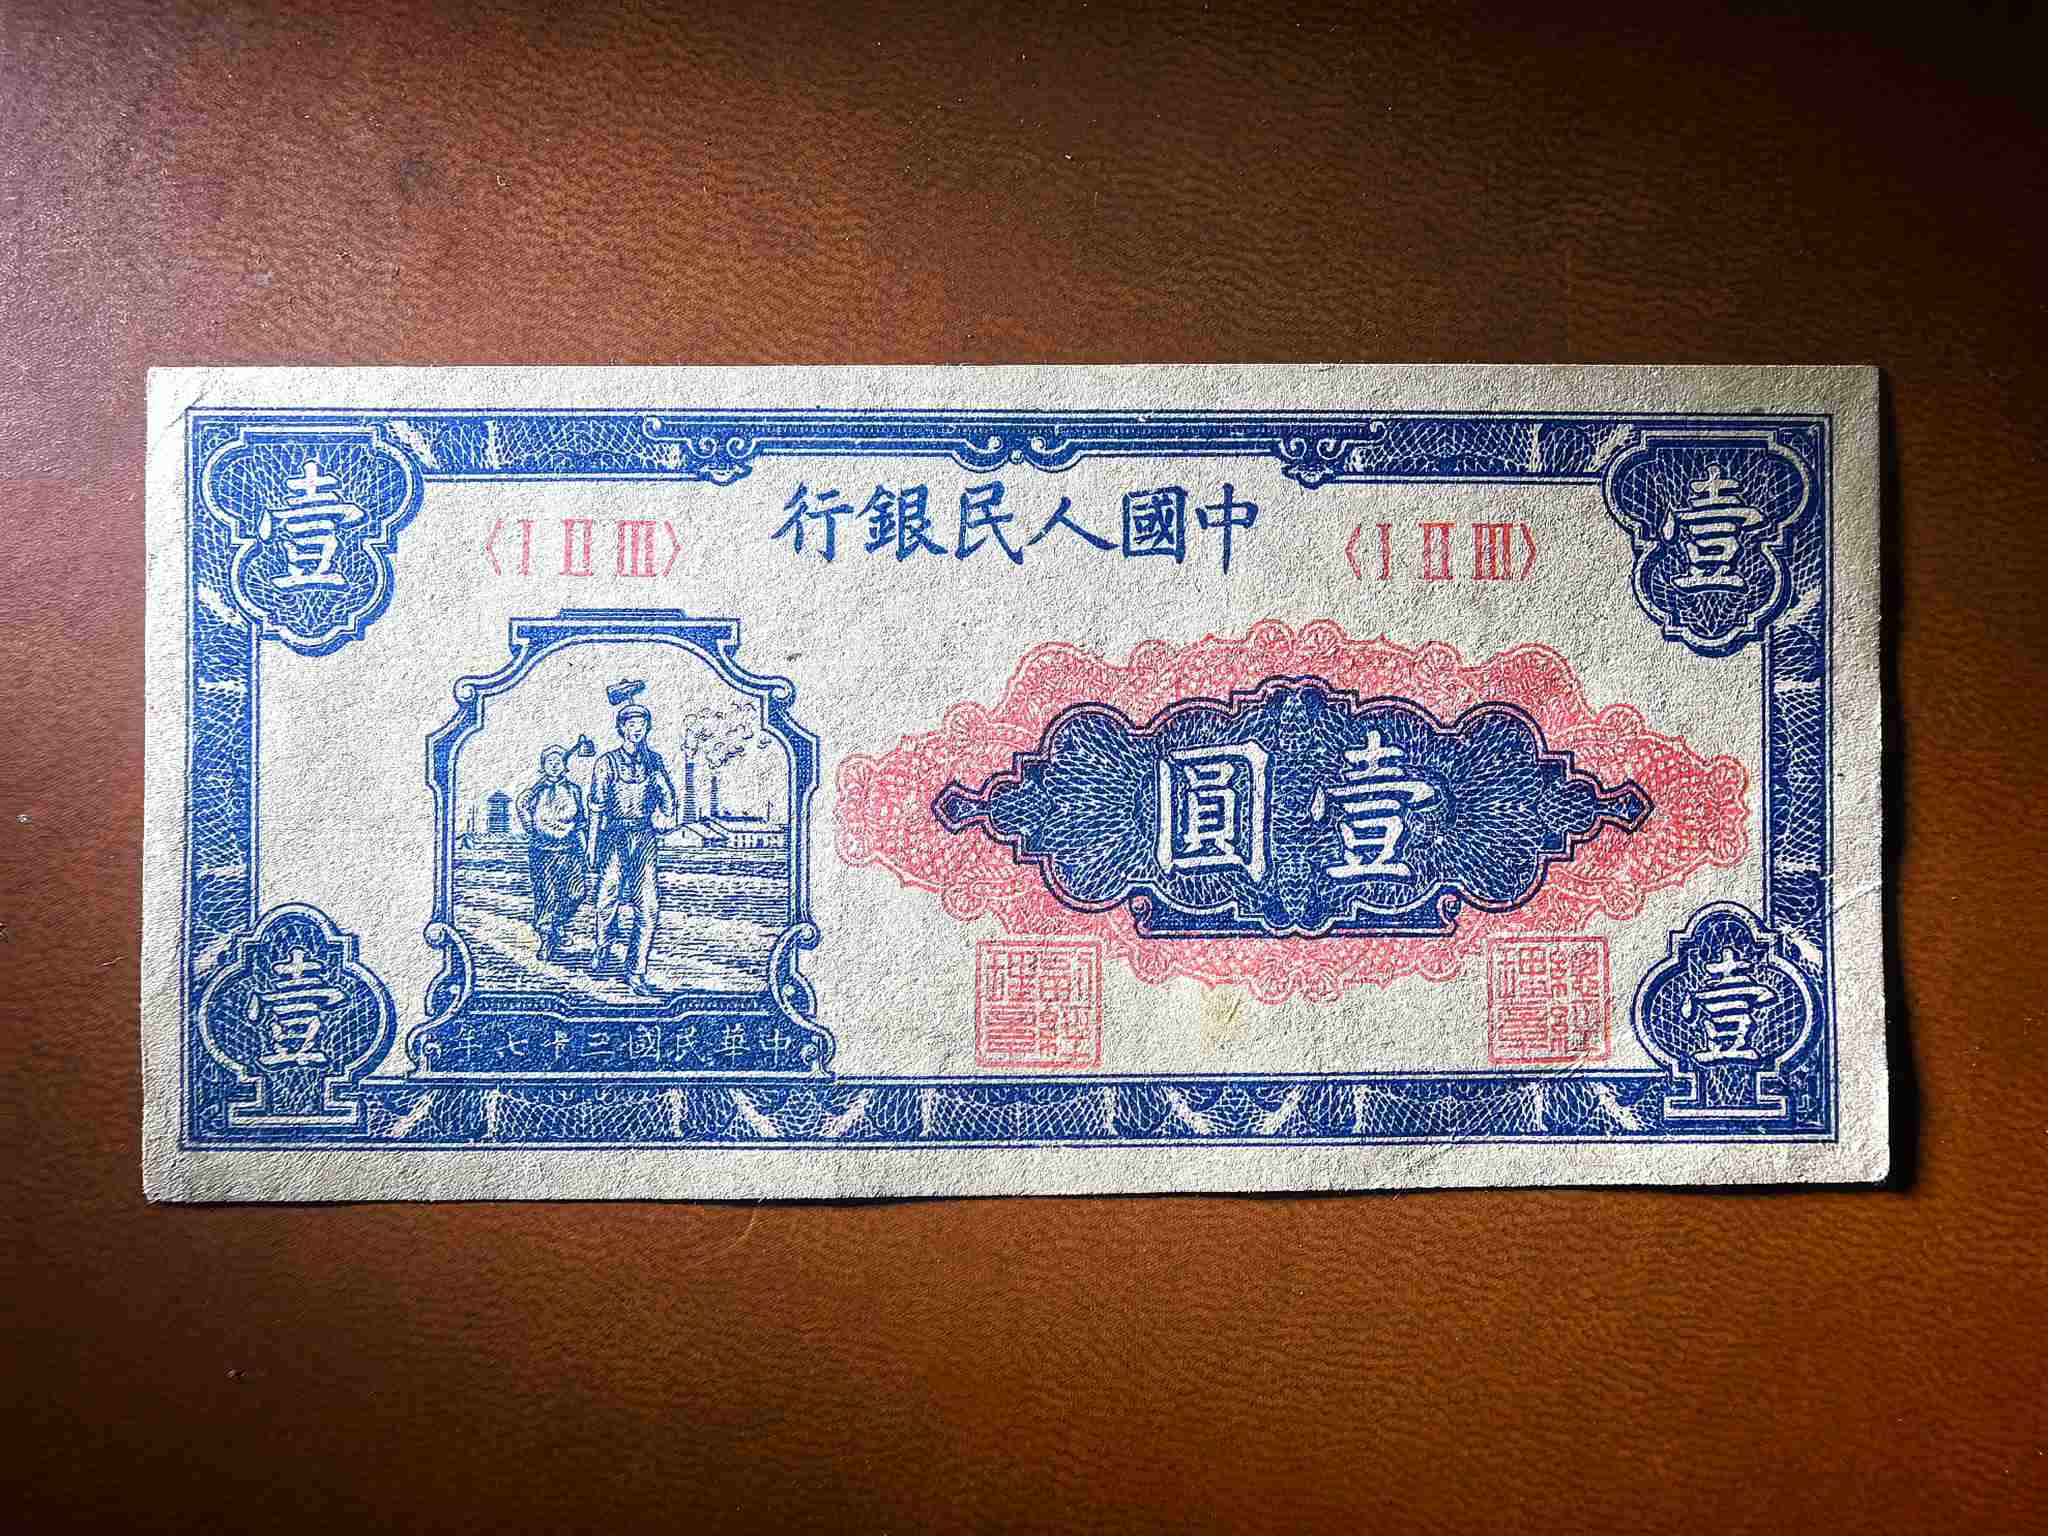 壹
〈I II III〉
中國人民銀行
〈I II III〉
壹
壹圓
總經理章
副經理章
中華民國三十七年
壹
壹